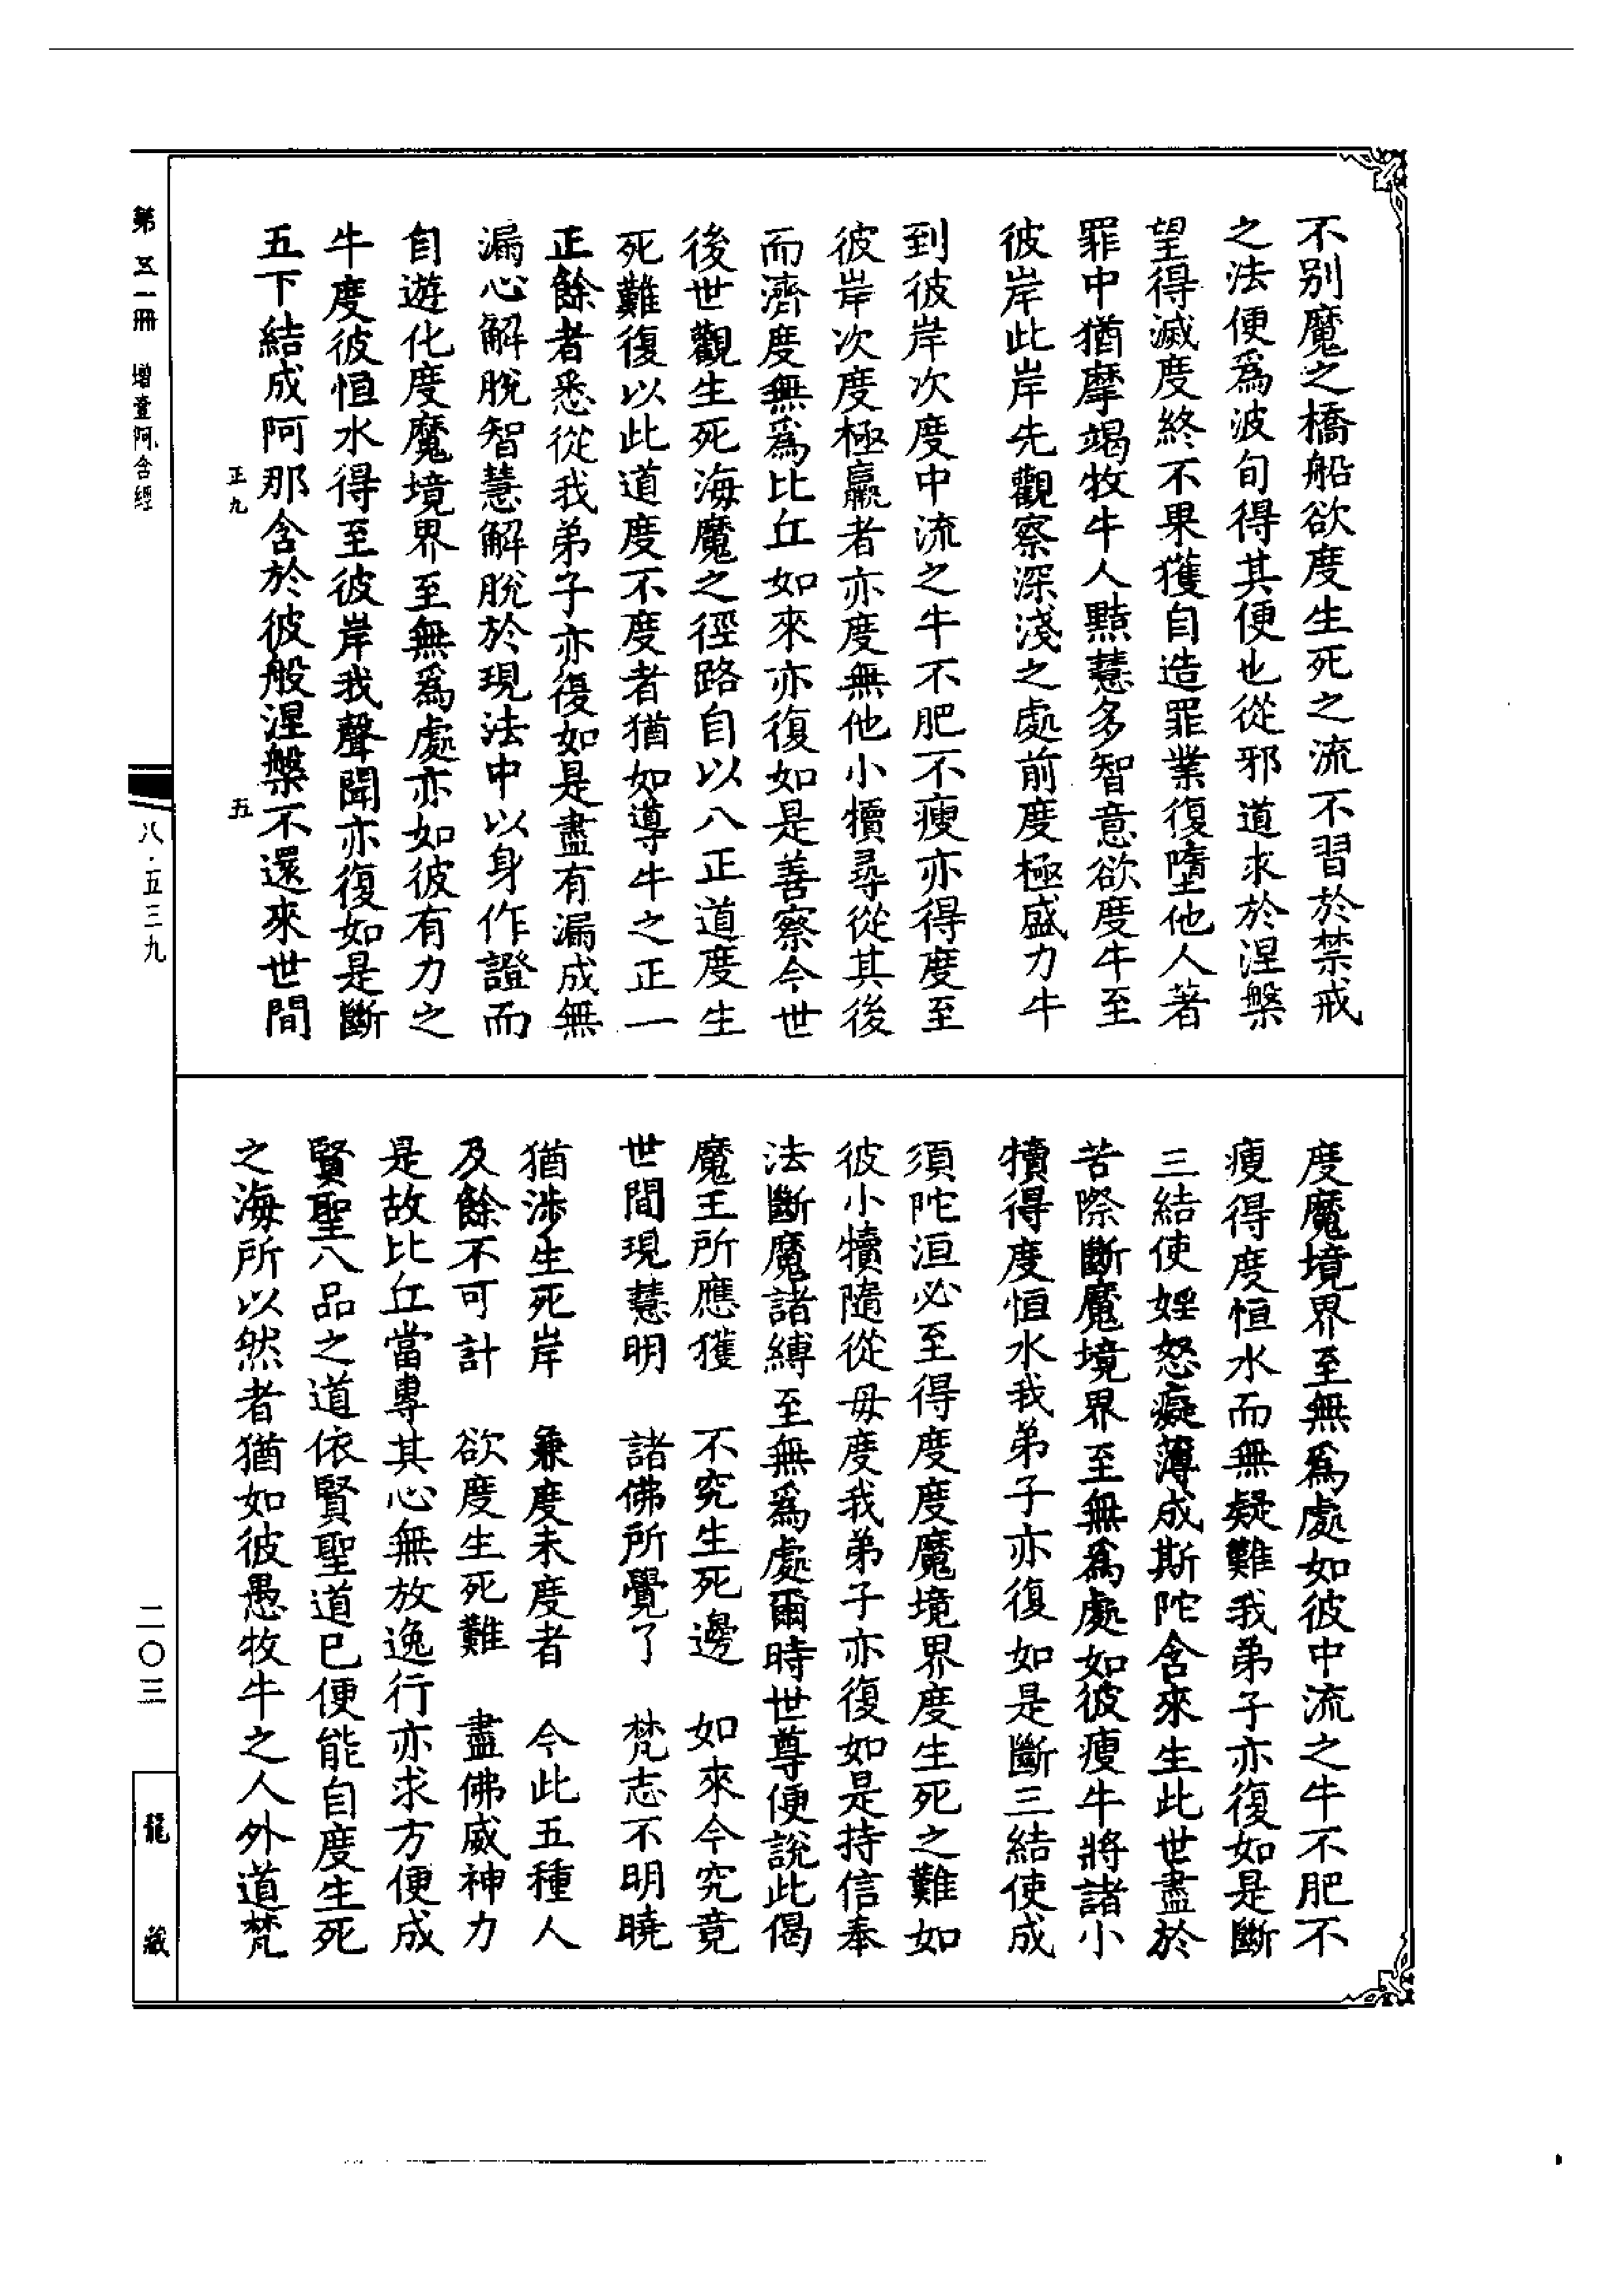 不別魔之橋船欲度生死之流不習於禁戒
之法便爲波旬得其便也從邪道求於涅槃
望得滅度終不果獲自造罪業復墮他人著
罪中猶摩竭牧牛人黠慧多智意欲度牛至
彼岸此岸先觀察深淺之處前度極盛力牛
到彼岸次度中流之牛不肥不瘦亦得度至
彼岸次度極羸者亦度無他小犢尋從其後
而濟度無爲比丘如來亦復如是善察今世
後世觀生死海魔之徑路自以八正道度生
死難復以此道度不度者猶如導牛之正一
正餘者悉從我弟子亦復如是盡有漏成無
漏心解脫智慧解脫於現法中以身作證而
自遊化度魔境界至無爲處亦如彼有力之
牛度彼恒水得至彼岸我聲聞亦復如是斷
五下結成阿那含於彼般涅槃不還來世間
度魔境界至無爲處如彼中流之牛不肥不
瘦得度恒水而無疑難我弟子亦復如是斷
三結使婬怒癡薄成斯陀含來生此世盡於
苦際斷魔境界至無爲處如彼瘦牛將諸小
犢得度恒水我弟子亦復如是斷三結使成
須陀洹必至得度度魔境界度生死之難如
彼小犢隨從母度我弟子亦復如是持信奉
法斷魔諸縛至無爲處爾時世尊便說此偈
魔王所應獲　不究生死邊　如來今究竟
世間現慧明　諸佛所覺了　梵志不明曉
猶涉生死岸　兼度未度者　今此五種人
及餘不可計　欲度生死難　盡佛威神力
是故比丘當專其心無放逸行亦求方便成
賢聖八品之道依賢聖道已便能自度生死
之海所以然者猶如彼愚牧牛之人外道梵
第五一冊　增壹阿含經
正九　五
八·五三九
二〇三
龍藏